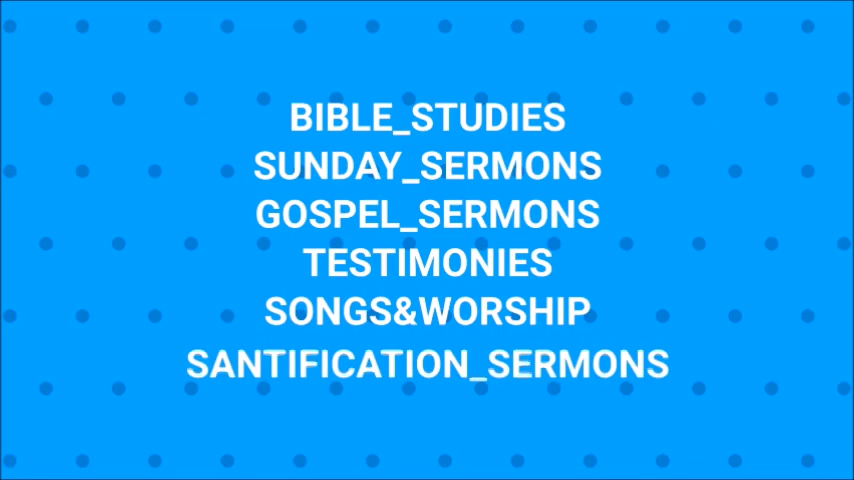 BIBLE_STUDIES
SUNDAY_SERMONS
GOSPEL_SERMONS
TESTIMONIES
SONGS&WORSHIP
SANTIFICATION_SERMONS